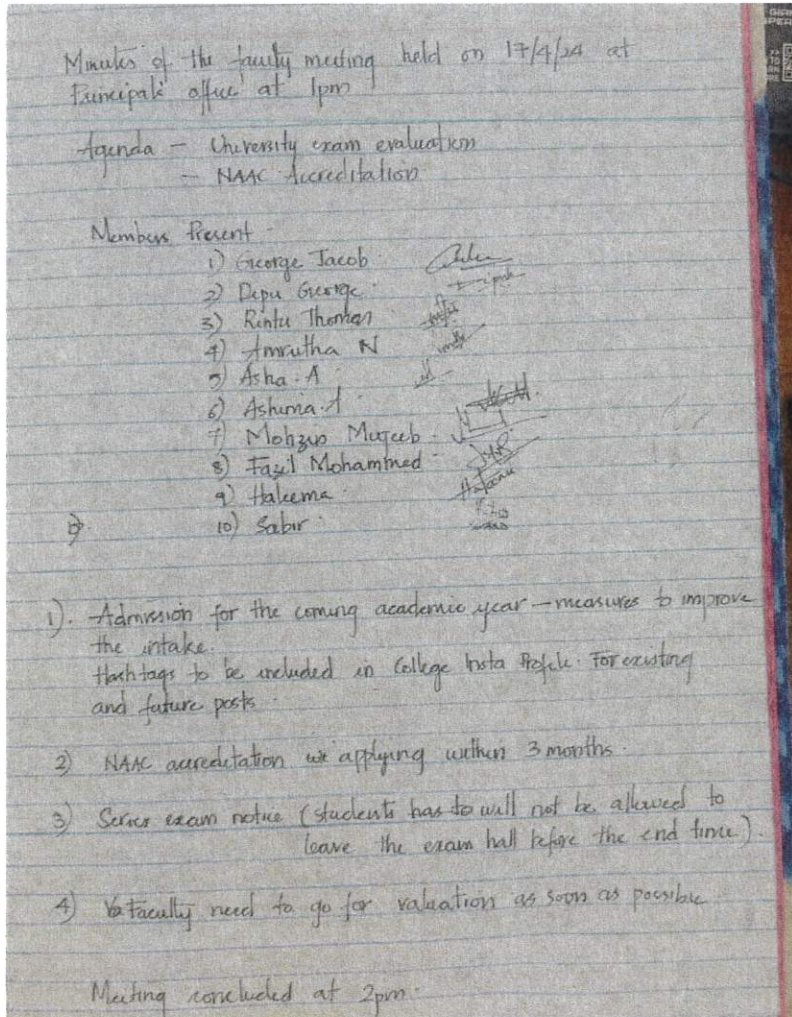 Minutes of the faculty meeting held on 17/4/24 at
Principals office at 1pm
Agenda – University exam evaluation
– NAAC Accreditation
Members Present
1) George Jacob
2) Depu George
3) Rintu Thomas
4) Amrutha N
5) Asha. A
6) Ashima. A
7) Mohzin Mujeeb
8) Fazil Mohammed
9) Haleema
10) Sabir
1). Admission for the coming academic year – measures to improve
the intake.
Hashtags to be included in College Insta Profile. For existing
and future posts.
2) NAAC accreditation we applying within 3 months.
3) Series exam notice (students has to will not be allowed to
leave the exam hall before the end time).
4) Faculty need to go for valuation as soon as possible
Meeting concluded at 2pm.